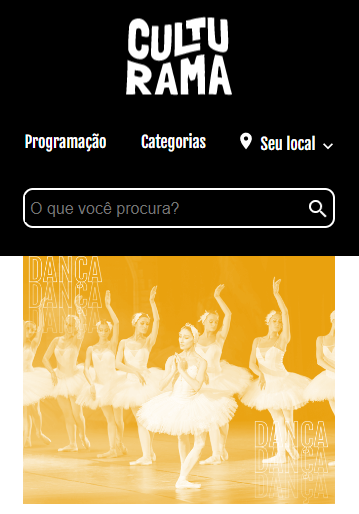 CULTU
RAMA
Programação
Categorias
Seu local
O que você procura?
DANÇA
DANÇA
DANÇA
DANÇA
DANÇA
DANÇA